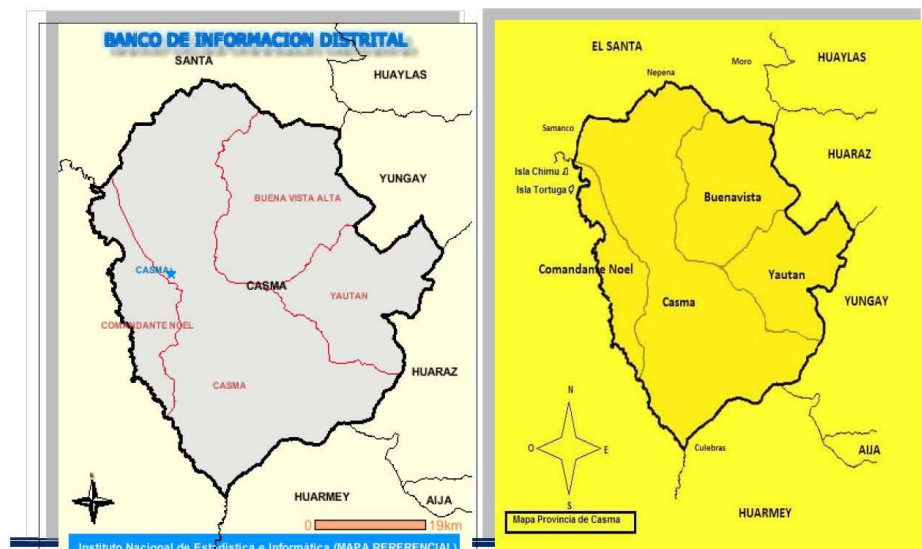 BANCO DE INFORMACION DISTRITAL
SANTA
HUAYLAS
YUNGAY
BUENA VISTA ALTA
CASMA
CASMA
YAUTAN
COMANDANTE NOEL
CASMA
HUARAZ
HUARMEY
AIJA
N
0 19km
Instituto Nacional de Estadistica e Informática (MAPA REFERENCIAL)
EL SANTA
Moro
HUAYLAS
Nepena
Samanco
HUARAZ
Isla Chimu
Isla Tortuga
Buenavista
Comandante Noel
Yautan
Casma
YUNGAY
N
O
E
S
Culebras
AIJA
HUARMEY
Mapa Provincia de Casma